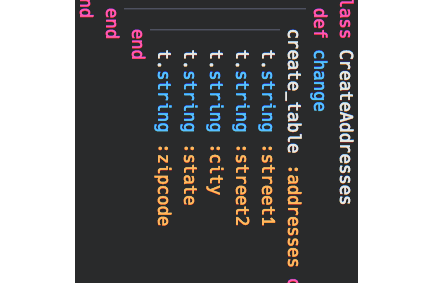 lass CreateAddresses
def change
create_table :addresses
t.string :street1
t.string :street2
t.string :city
t.string :state
t.string :zipcode
end
end
nd